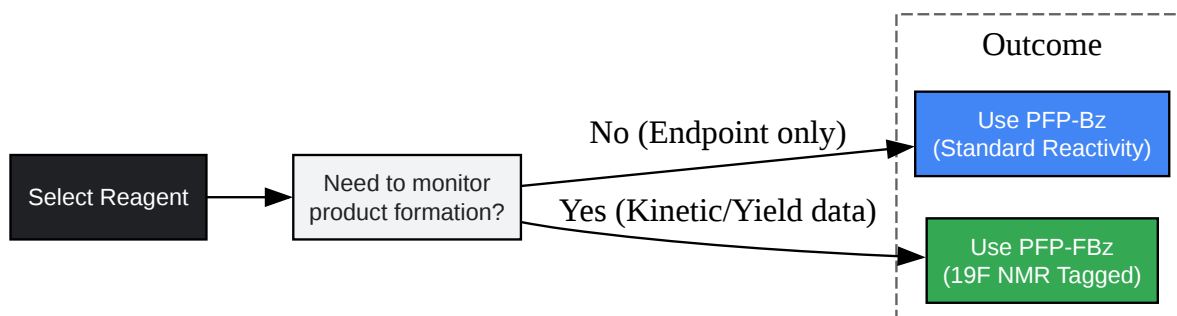 Select Reagent
Need to monitor
product formation?
No (Endpoint only)
Yes (Kinetic/Yield data)
Outcome
Use PFP-Bz
(Standard Reactivity)
Use PFP-FBz
(19F NMR Tagged)